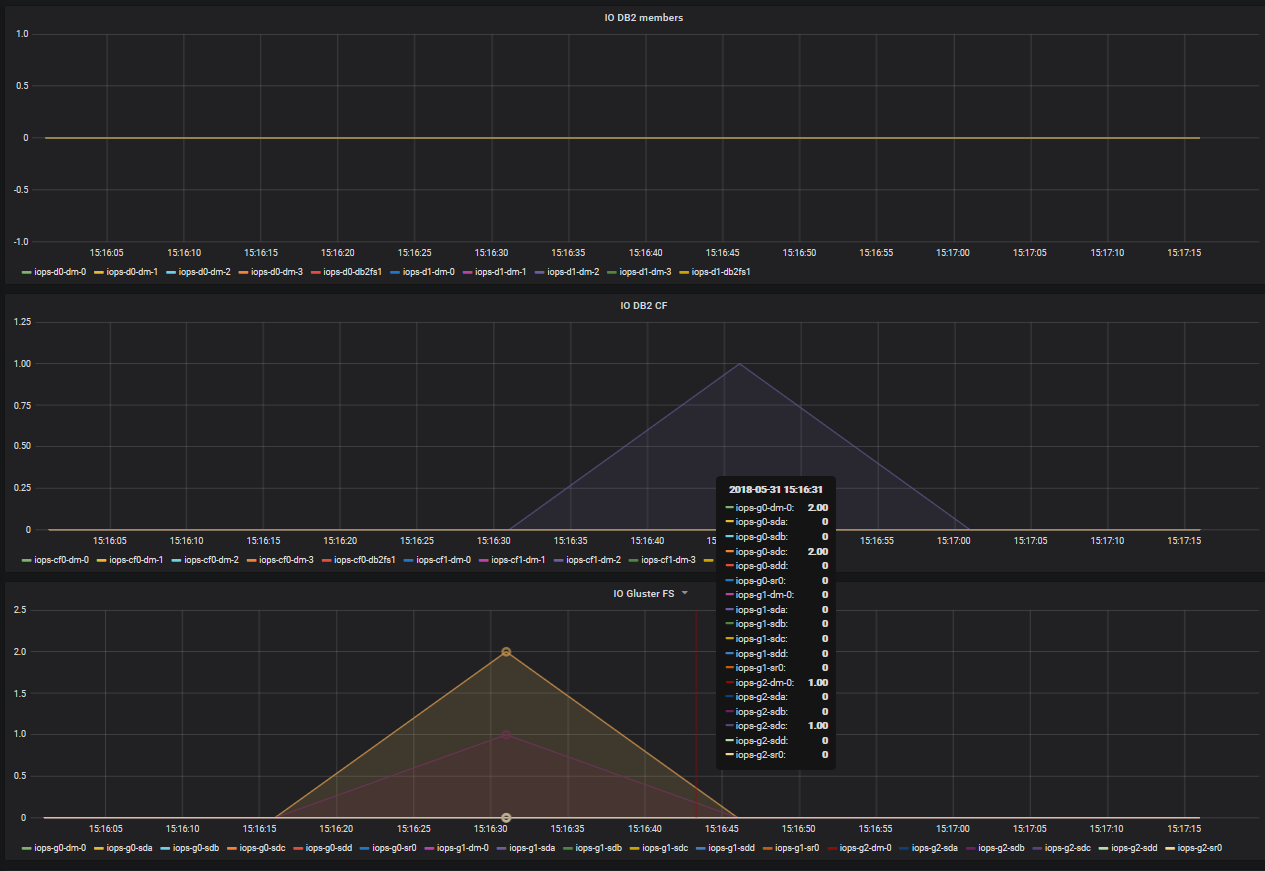 IO DB2 members
1.0
0.5
0
-0.5
-1.0
15:16:05 15:16:10 15:16:15 15:16:20 15:16:25 15:16:30 15:16:35 15:16:40 15:16:45 15:16:50 15:16:55 15:17:00 15:17:05 15:17:10 15:17:15
iops-d0-dm-0 iops-d0-dm-1 iops-d0-dm-2 iops-d0-dm-3 iops-d0-db2fs1 iops-d1-dm-0 iops-d1-dm-1 iops-d1-dm-2 iops-d1-dm-3 iops-d1-db2fs1
IO DB2 CF
1.25
1.00
0.75
0.50
0.25
0
15:16:05 15:16:10 15:16:15 15:16:20 15:16:25 15:16:30 15:16:35 15:16:40 15 15:16:55 15:17:00 15:17:05 15:17:10 15:17:15
iops-cf0-dm-0 iops-cf0-dm-1 iops-cf0-dm-2 iops-cf0-dm-3 iops-cf0-db2fs1 iops-cf1-dm-0 iops-cf1-dm-1 iops-cf1-dm-2 iops-cf1-dm-3
2018-05-31 15:16:31
iops-g0-dm-0: 2.00
iops-g0-sda: 0
iops-g0-sdb: 0
iops-g0-sdc: 2.00
iops-g0-sdd: 0
iops-g0-sr0: 0
iops-g1-dm-0: 0
iops-g1-sda: 0
iops-g1-sdb: 0
iops-g1-sdc: 0
iops-g1-sdd: 0
iops-g1-sr0: 0
iops-g2-dm-0: 1.00
iops-g2-sda: 0
iops-g2-sdb: 0
iops-g2-sdc: 1.00
iops-g2-sdd: 0
iops-g2-sr0: 0
IO Gluster FS
2.5
2.0
1.5
1.0
0.5
0
15:16:05 15:16:10 15:16:15 15:16:20 15:16:25 15:16:30 15:16:35 15:16:40 15:16:45 15:16:50 15:16:55 15:17:00 15:17:05 15:17:10 15:17:15
iops-g0-dm-0 iops-g0-sda iops-g0-sdb iops-g0-sdc iops-g0-sdd iops-g0-sr0 iops-g1-dm-0 iops-g1-sda iops-g1-sdb iops-g1-sdc iops-g1-sdd iops-g1-sr0 iops-g2-dm-0 iops-g2-sda iops-g2-sdb iops-g2-sdc iops-g2-sdd iops-g2-sr0